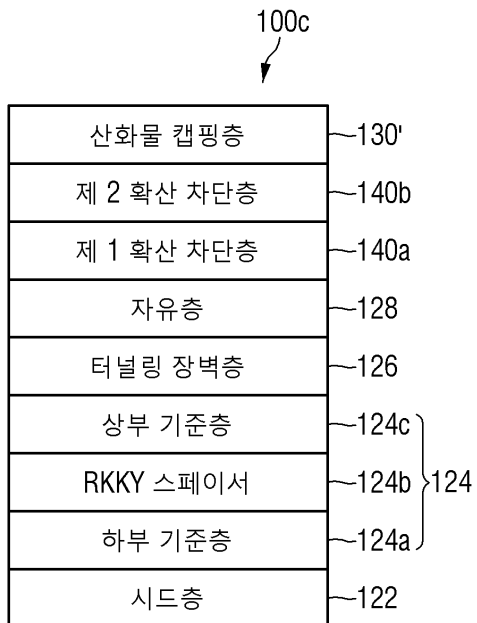 100c
산화물 캡핑층 130'
제 2 확산 차단층 140b
제 1 확산 차단층 140a
자유층 128
터널링 장벽층 126
상부 기준층 124c
RKKY 스페이서 124b 124
하부 기준층 124a
시드층 122